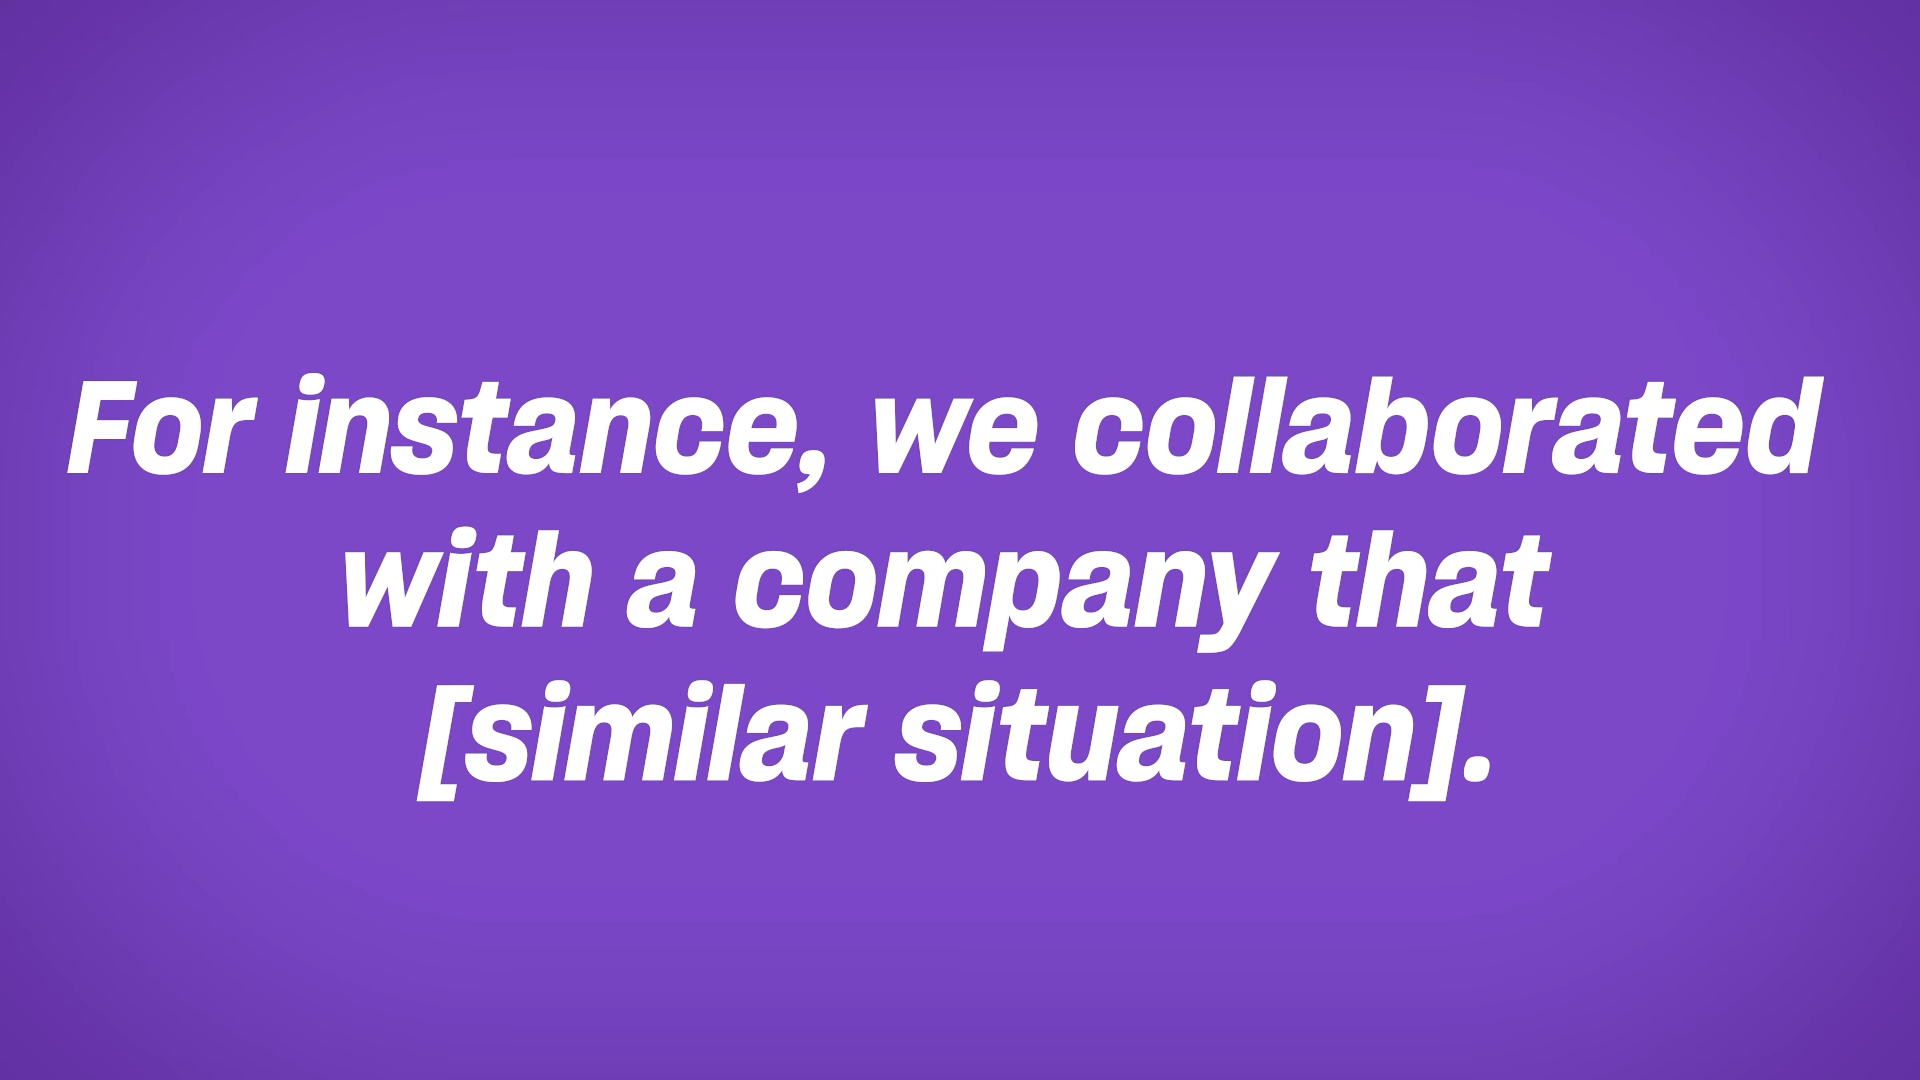 For instance, we collaborated
with a company that
[similar situation].